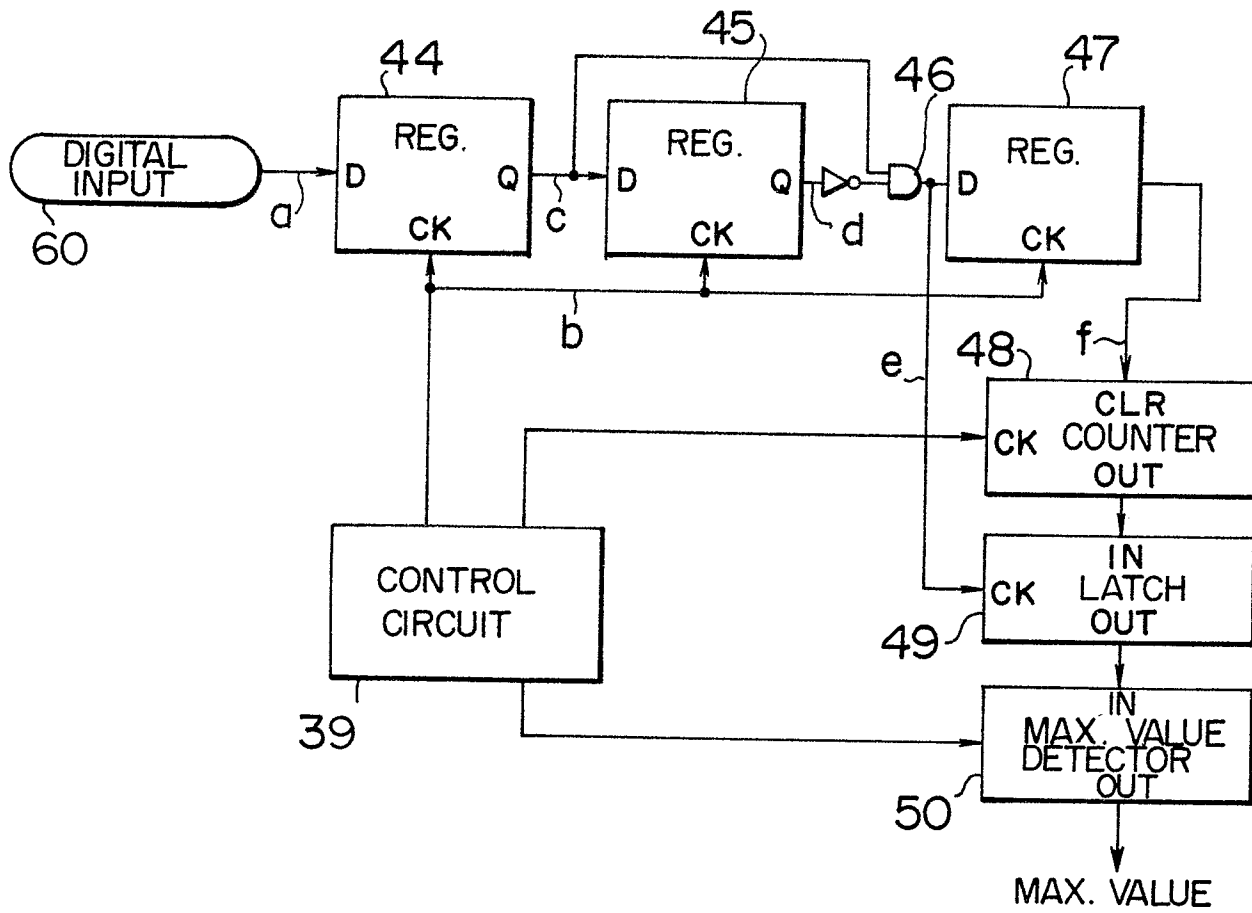 44
45
46
47
DIGITAL
INPUT
60
a
REG.
D
Q
CK
c
REG.
D
Q
CK
d
REG.
D
CK
b
e
f
48
CLR
CK
COUNTER
OUT
CONTROL
CIRCUIT
39
IN
CK
LATCH
OUT
49
IN
MAX. VALUE
DETECTOR
OUT
50
MAX. VALUE